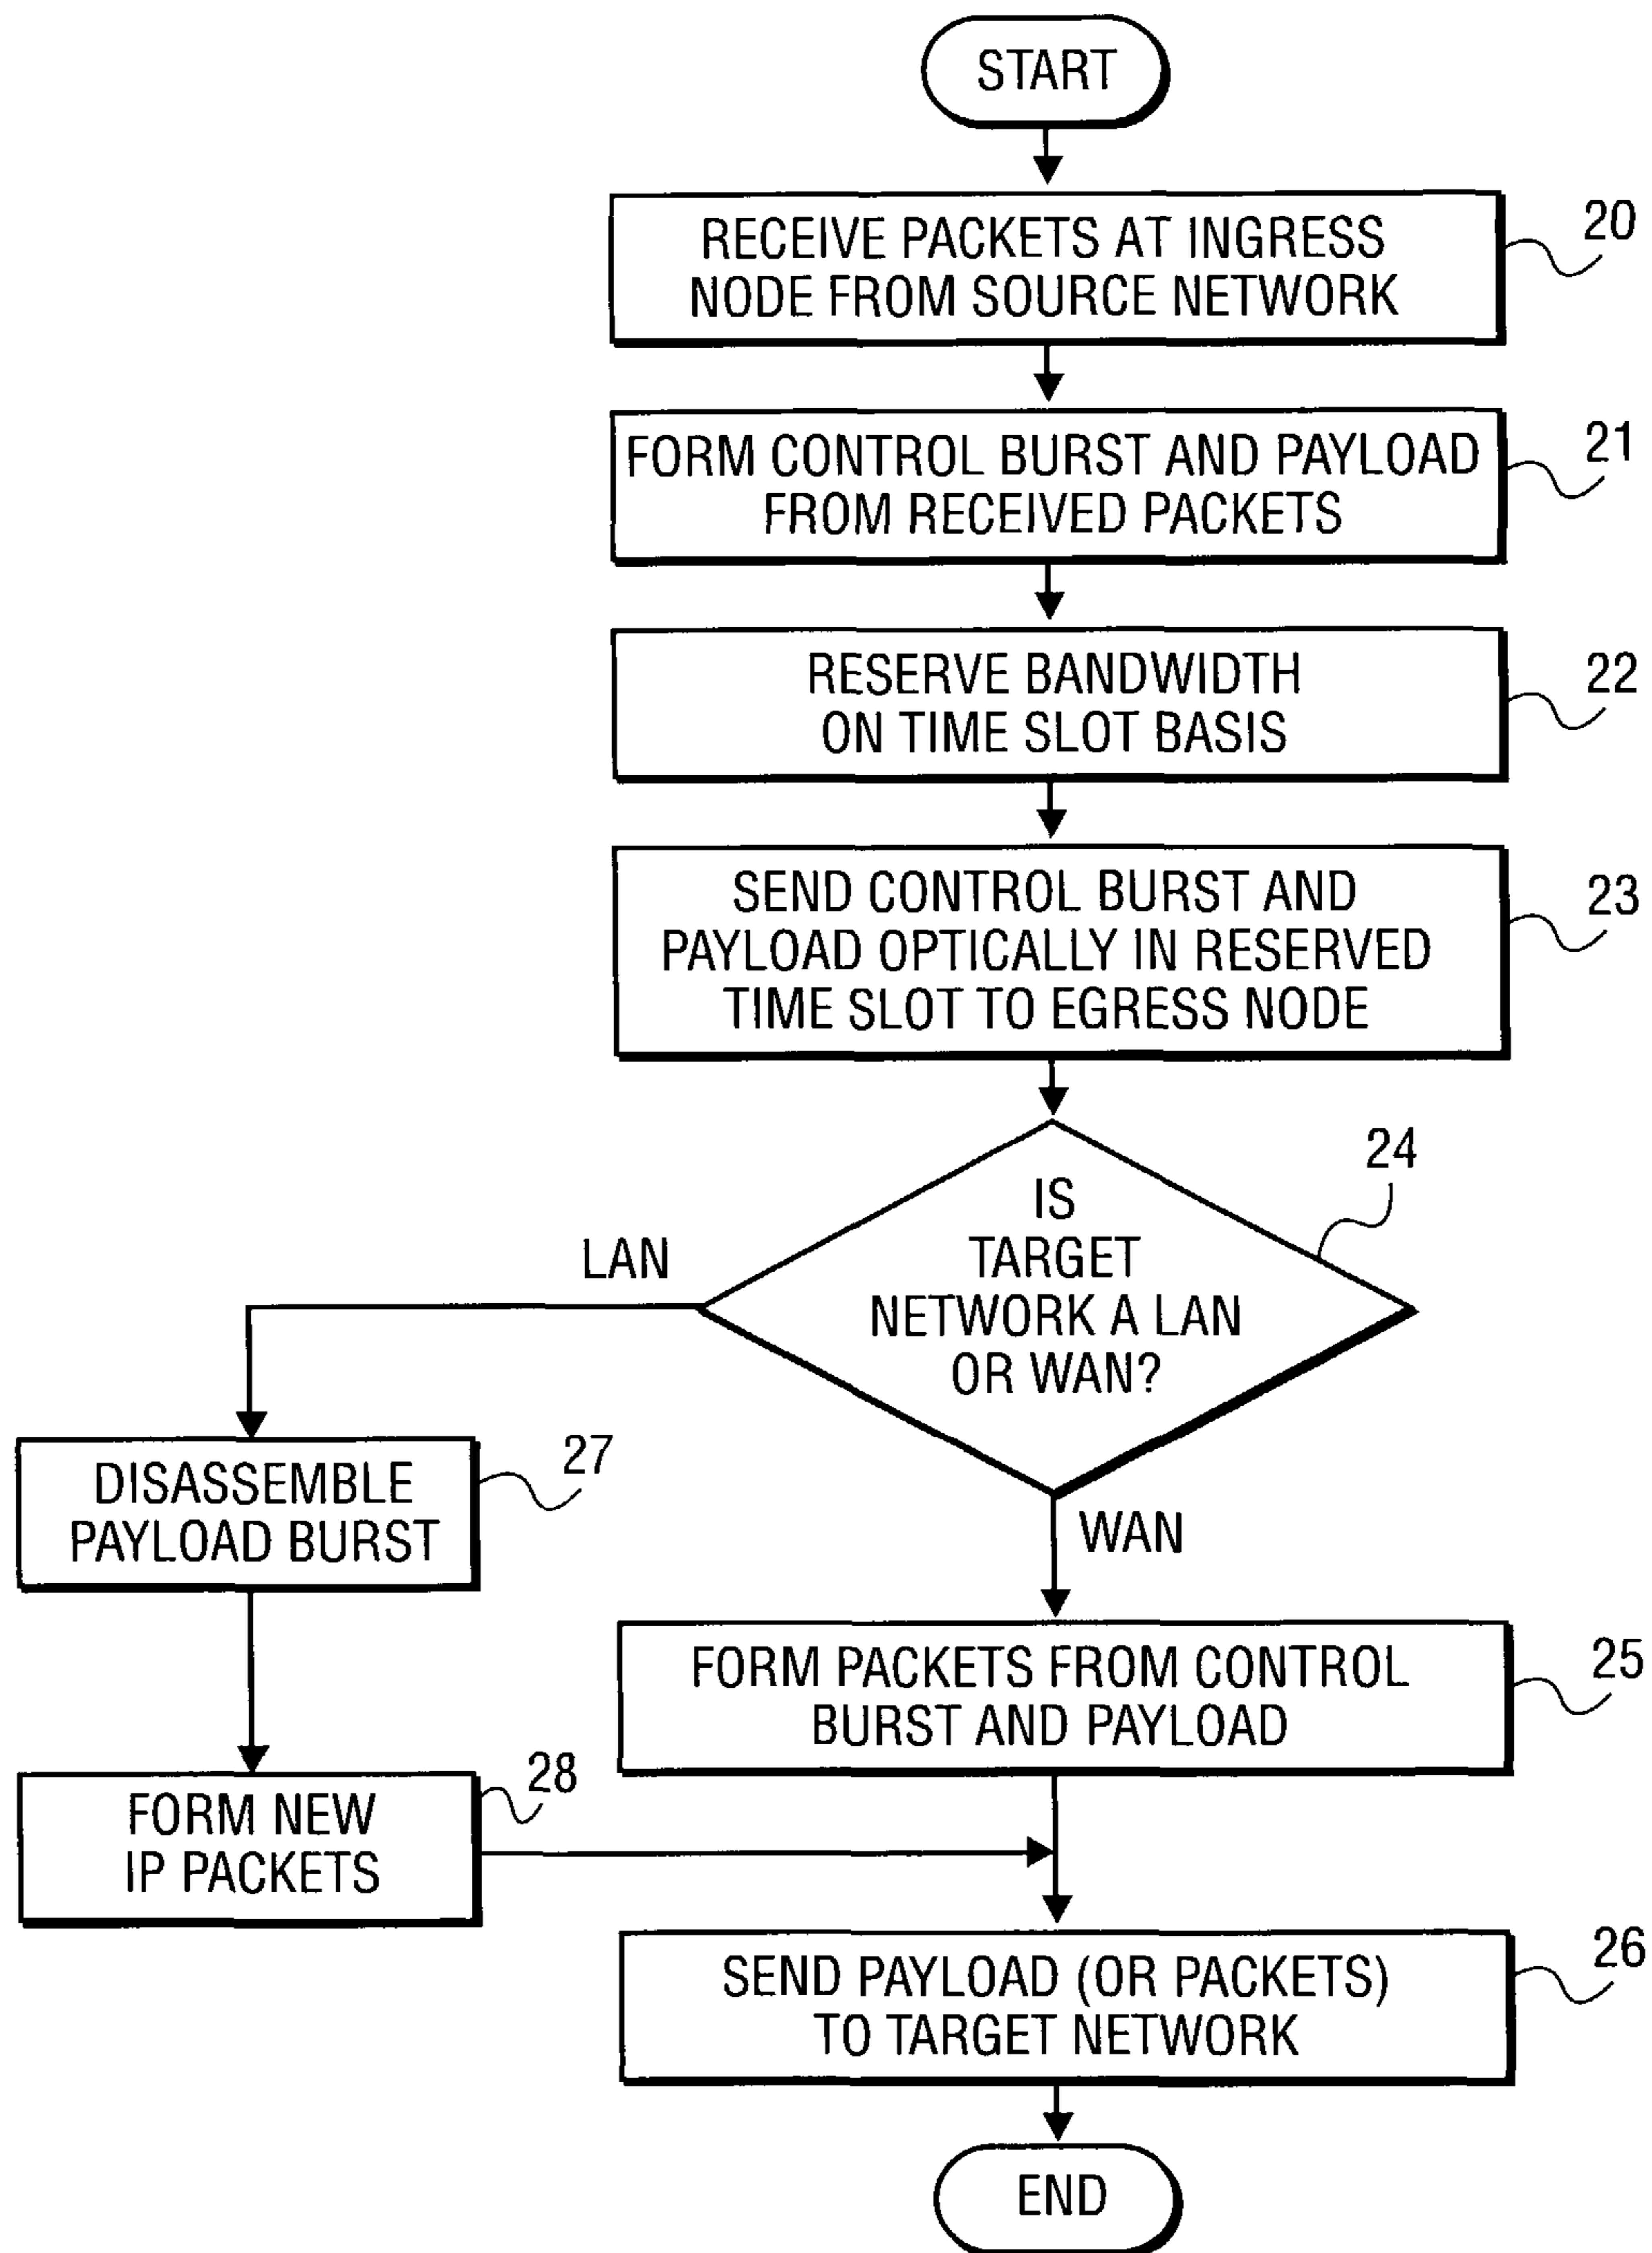 START
RECEIVE PACKETS AT INGRESS
NODE FROM SOURCE NETWORK
20
FORM CONTROL BURST AND PAYLOAD
FROM RECEIVED PACKETS
21
RESERVE BANDWIDTH
ON TIME SLOT BASIS
22
SEND CONTROL BURST AND
PAYLOAD OPTICALLY IN RESERVED
TIME SLOT TO EGRESS NODE
23
IS
TARGET
NETWORK A LAN
OR WAN?
24
LAN
WAN
DISASSEMBLE
PAYLOAD BURST
27
FORM PACKETS FROM CONTROL
BURST AND PAYLOAD
25
FORM NEW
IP PACKETS
28
SEND PAYLOAD (OR PACKETS)
TO TARGET NETWORK
26
END